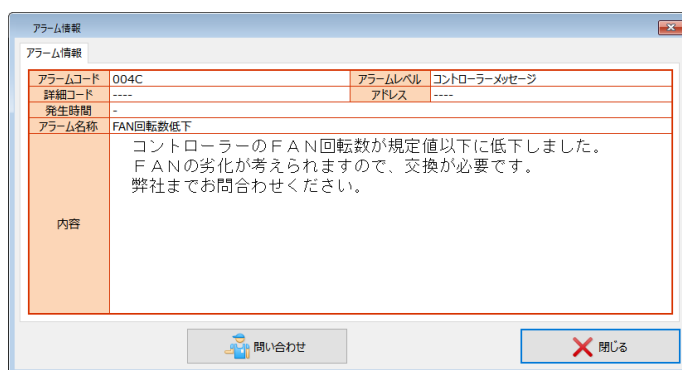 アラーム情報
アラーム情報
アラームコード 004C アラームレベル コントローラーメッセージ
詳細コード ---- アドレス ----
発生時間 -
アラーム名称 FAN回転数低下
コントローラーのＦＡＮ回転数が規定値以下に低下しました。
ＦＡＮの劣化が考えられますので、交換が必要です。
弊社までお問合わせください。
内容
問い合わせ 閉じる